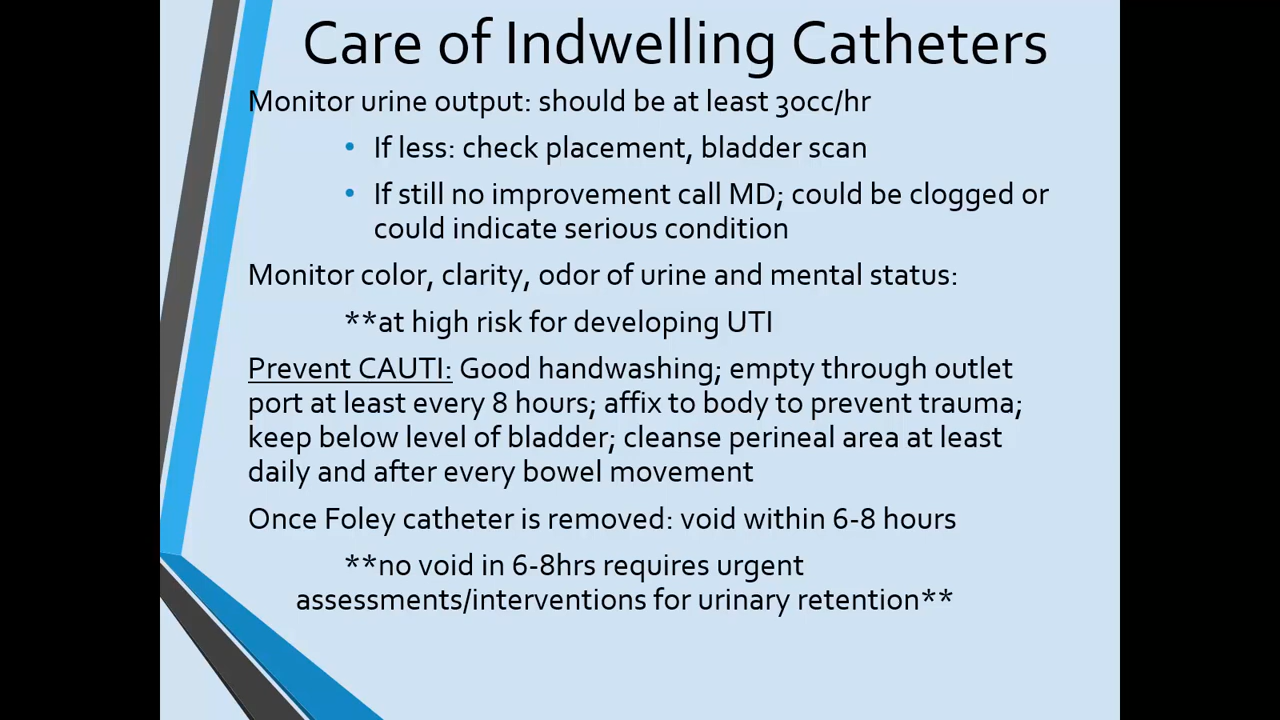 Care of Indwelling Catheters
Monitor urine output: should be at least 30cc/hr
• If less: check placement, bladder scan
• If still no improvement call MD; could be clogged or
could indicate serious condition
Monitor color, clarity, odor of urine and mental status:
**at high risk for developing UTI
Prevent CAUTI: Good handwashing; empty through outlet
port at least every 8 hours; affix to body to prevent trauma;
keep below level of bladder; cleanse perineal area at least
daily and after every bowel movement
Once Foley catheter is removed: void within 6-8 hours
**no void in 6-8hrs requires urgent
assessments/interventions for urinary retention**